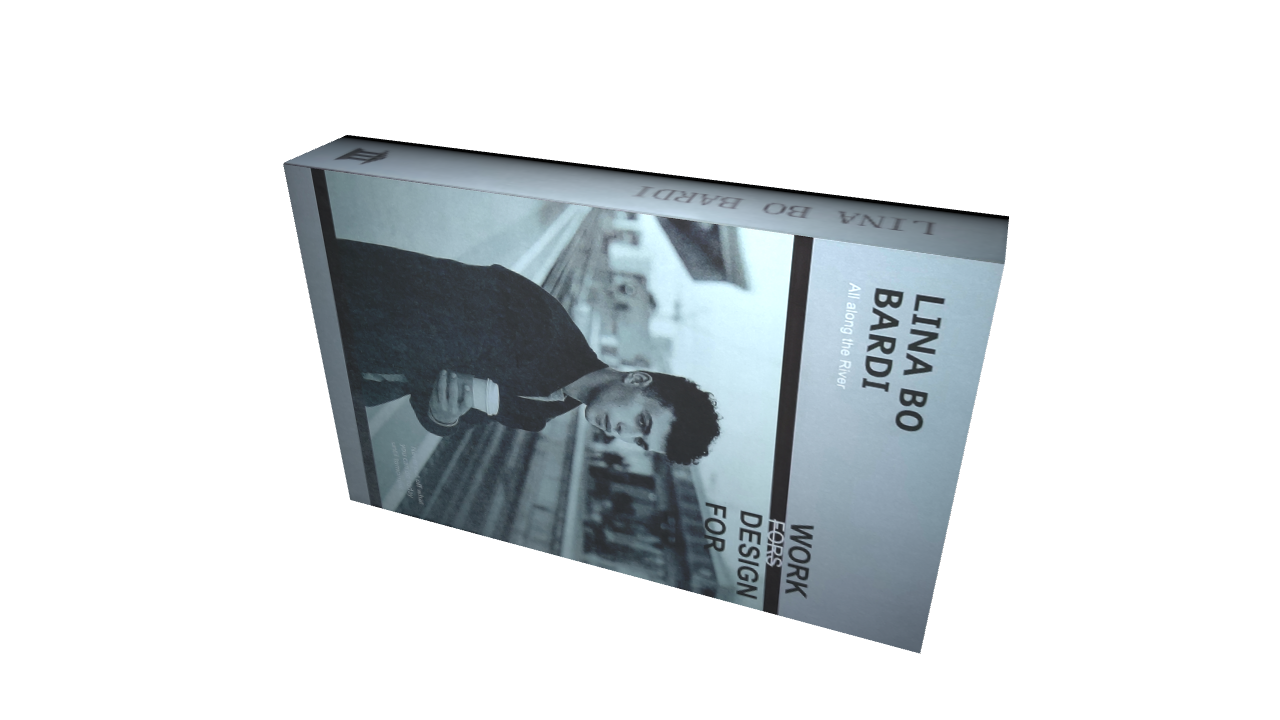 LINA BO BARDI
LINA BO
BARDI
All along the River
WORK
FORS
DESIGN
FOR